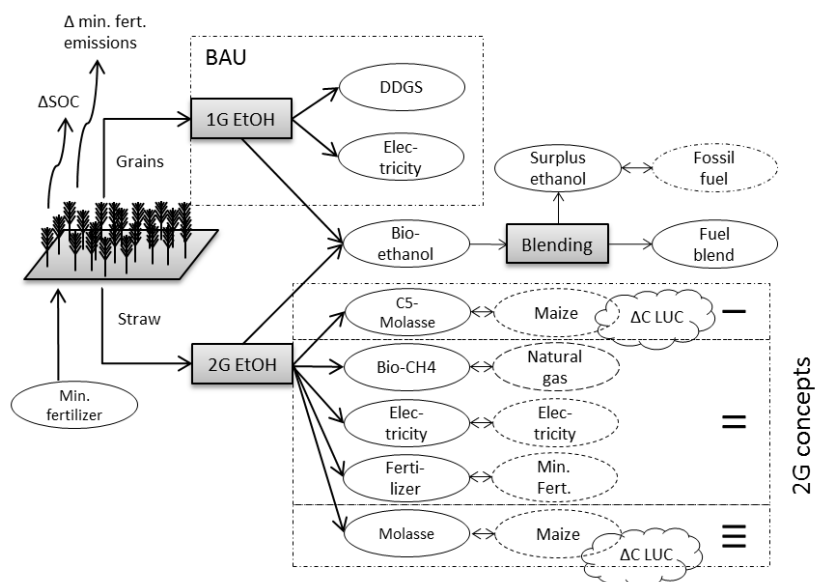 Δ min. fert.
emissions
ΔSOC
Grains
BAU
1G EtOH
DDGS
Elec-
tricity
Surplus
ethanol
Fossil
fuel
Bio-
ethanol
Blending
Fuel
blend
Straw
2G EtOH
Min.
fertilizer
C5-
Molasse
Maize
ΔC LUC
I
Bio-CH4
Natural
gas
Elec-
tricity
Elec-
tricity
II
Ferti-
lizer
Min.
Fert.
Molasse
Maize
ΔC LUC
III
2G concepts